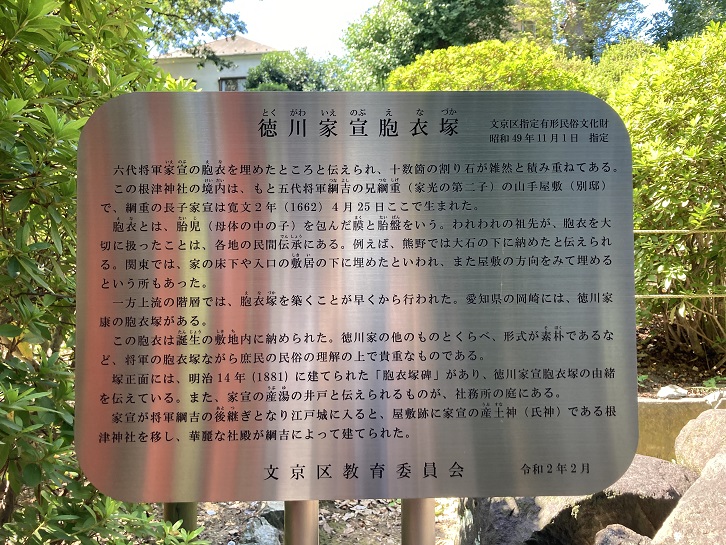 とくがわいえのぶえなづか
徳川家宣胞衣塚
文京区指定有形民俗文化財
昭和49年11月1日 指定
六代将軍家宣の胞衣を埋めたところと伝えられ、十数箇の割り石が雑然と積み重ねてある。
この根津神社の境内は、もと五代将軍綱吉の兄綱重（家光の第二子）の山手屋敷（別邸）
で、綱重の長子家宣は寛文2年（1662）4月25日ここで生まれた。
胞衣とは、胎児（母体の中の子）を包んだ膜と胎盤をいう。われわれの祖先が、胞衣を大
切に扱ったことは、各地の民間伝承にある。例えば、熊野では大石の下に納めたと伝えられ
る。関東では、家の床下や入口の敷居の下に埋めたといわれ、また屋敷の方向をみて埋める
という所もあった。
一方上流の階層では、胞衣塚を築くことが早くから行われた。愛知県の岡崎には、徳川家
康の胞衣塚がある。
この胞衣は誕生の敷地内に納められた。徳川家の他のものとくらべ、形式が素朴であるな
ど、将軍の胞衣塚ながら庶民の民俗の理解の上で貴重なものである。
塚正面には、明治14年（1881）に建てられた「胞衣塚碑」があり、徳川家宣胞衣塚の由緒
を伝えている。また、家宣の産湯の井戸と伝えられるものが、社務所の庭にある。
家宣が将軍綱吉の後継ぎとなり江戸城に入ると、屋敷跡に家宣の産土神（氏神）である根
津神社を移し、華麗な社殿が綱吉によって建てられた。
文京区教育委員会
令和2年2月